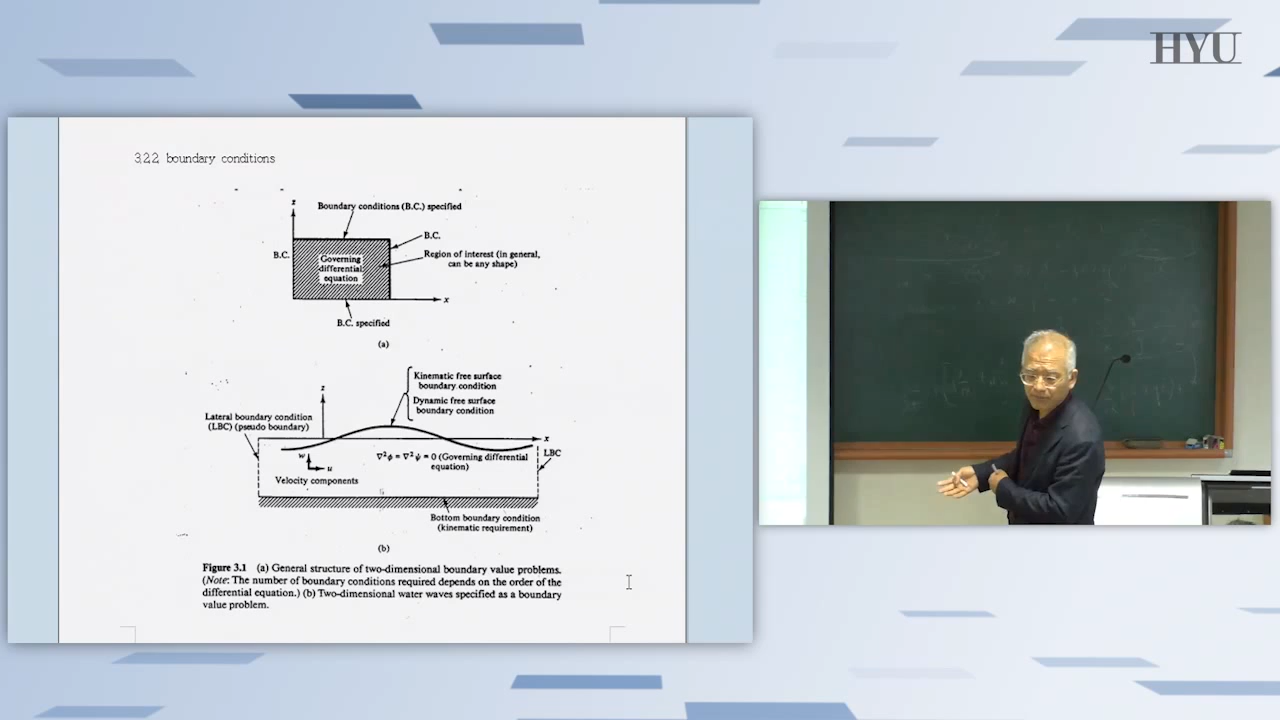 HYU
3.2.2 boundary conditions
z
Boundary conditions (B.C.) specified
B.C.
B.C.
Region of interest (in general,
can be any shape)
Governing
differential
equation
x
B.C. specified
(a)
Kinematic free surface
boundary condition
Dynamic free surface
boundary condition
z
Lateral boundary condition
(LBC) (pseudo boundary)
x
w
u
∇²ϕ = ∇²ψ = 0 (Governing differential
equation)
LBC
Velocity components
Bottom boundary condition
(kinematic requirement)
(b)
Figure 3.1 (a) General structure of two-dimensional boundary value problems.
(Note: The number of boundary conditions required depends on the order of the
differential equation.) (b) Two-dimensional water waves specified as a boundary
value problem.